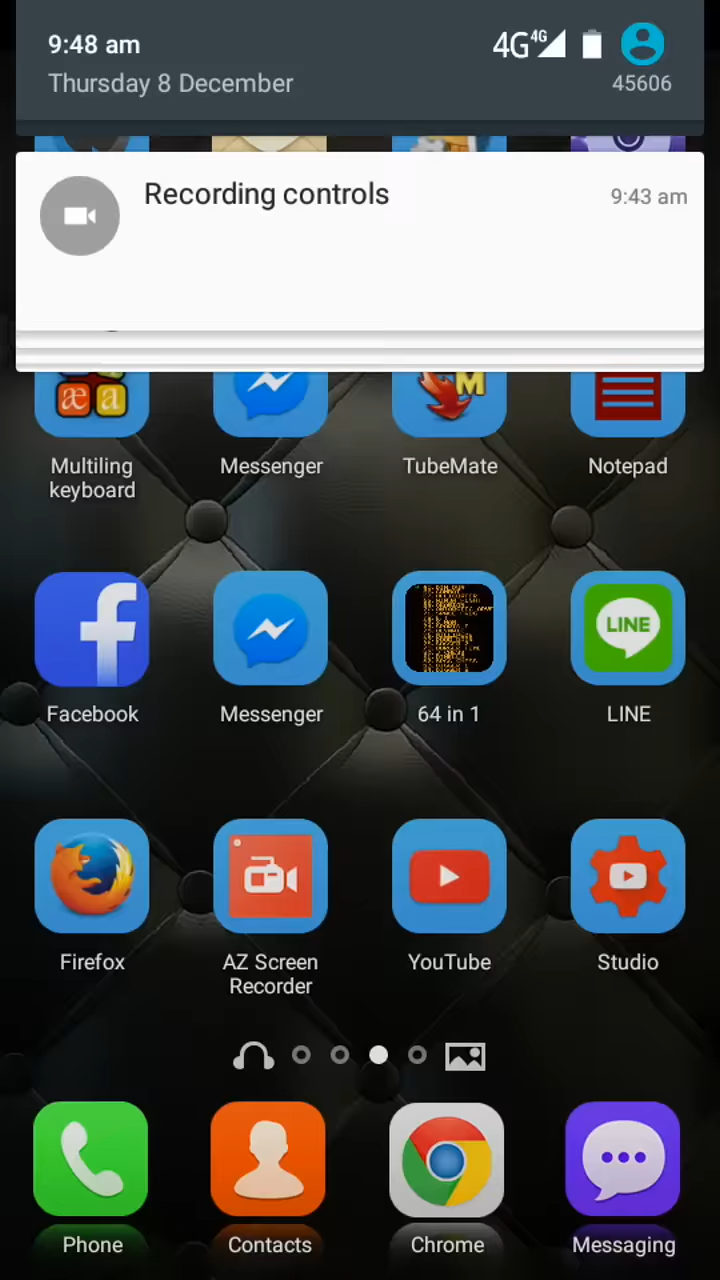 9:48 am
4G 4G
Thursday 8 December
45606
Recording controls
9:43 am
æ a
M
Multiling
keyboard
Messenger
TubeMate
Notepad
LINE
Facebook
Messenger
64 in 1
LINE
Firefox
AZ Screen
Recorder
YouTube
Studio
Phone
Contacts
Chrome
Messaging